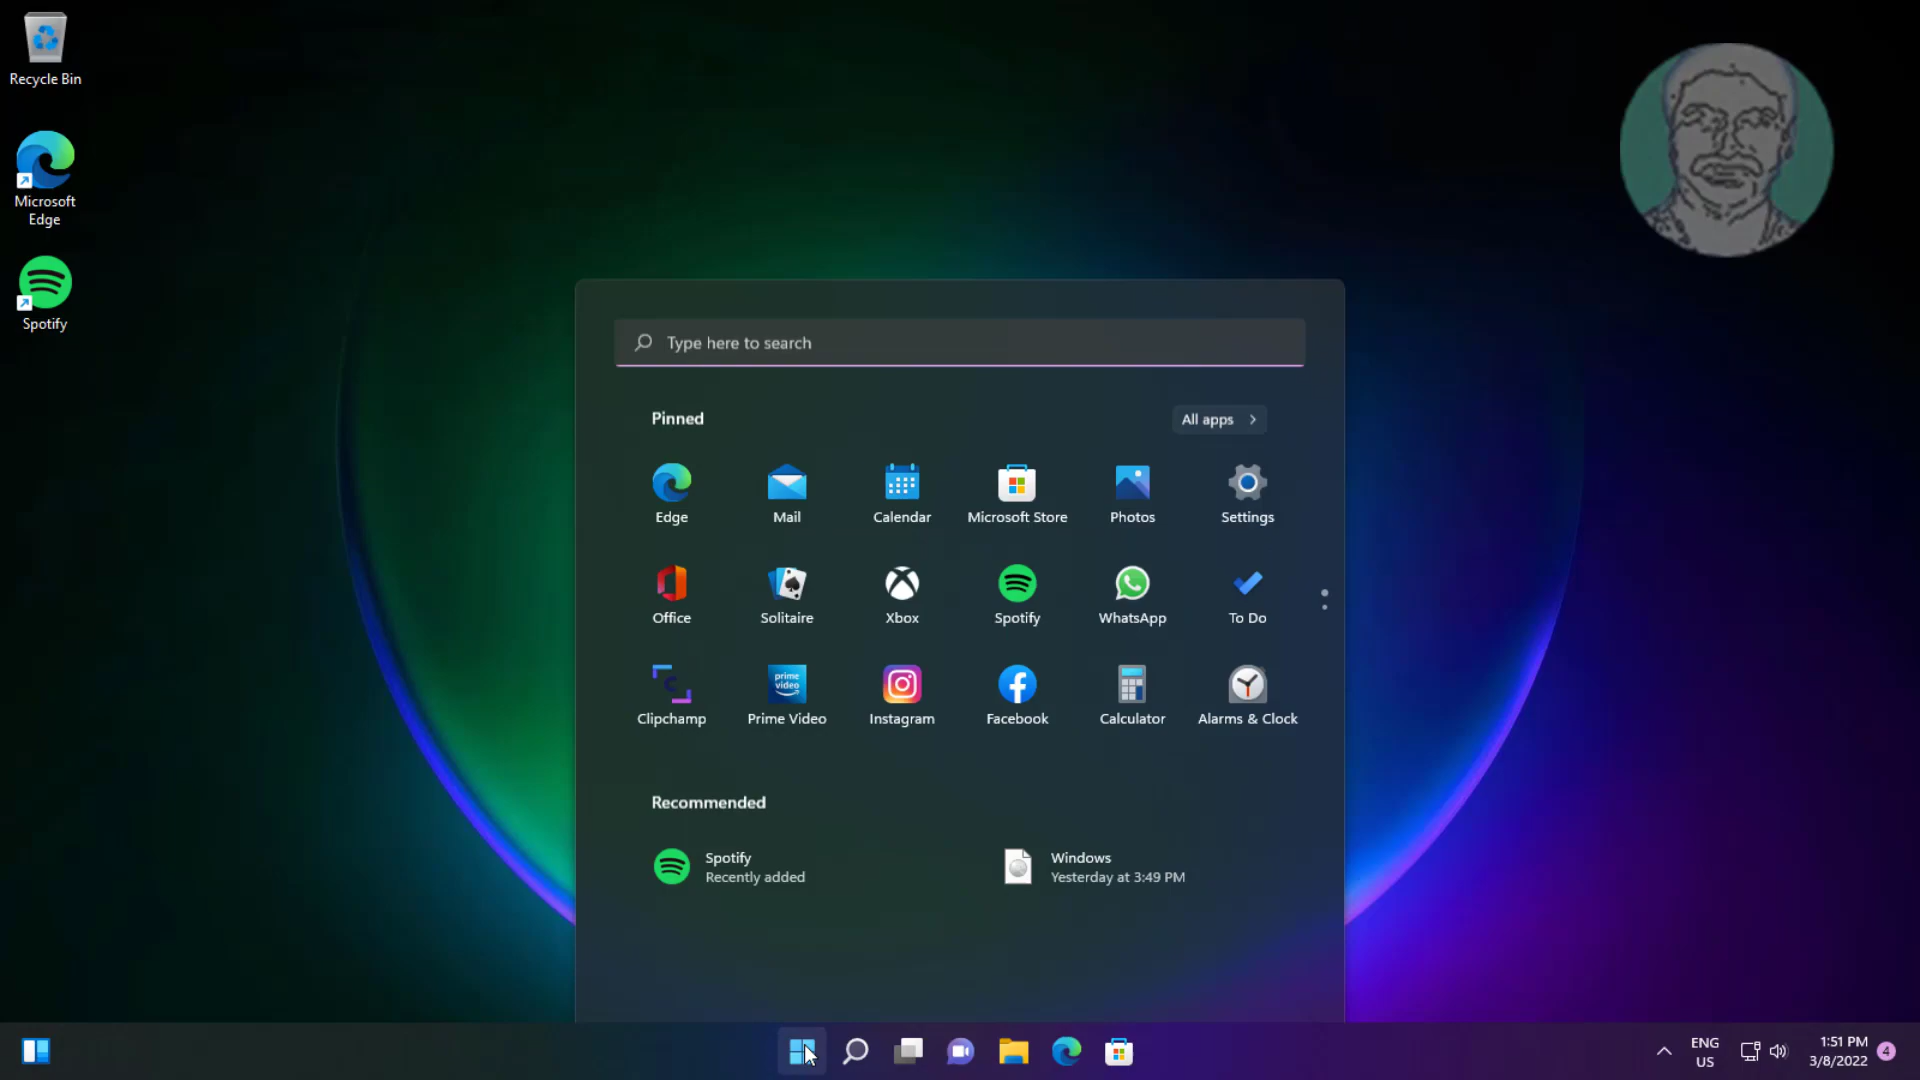 Recycle Bin
Microsoft
Edge
Spotify
Type here to search
Pinned
All apps
Edge
Mail
Calendar
Microsoft Store
Photos
Settings
Office
Solitaire
Xbox
Spotify
WhatsApp
To Do
prime
video
Clipchamp
Prime Video
Instagram
Facebook
Calculator
Alarms & Clock
Recommended
Spotify
Recently added
Windows
Yesterday at 3:49 PM
ENG
US
1:51 PM
3/8/2022
4